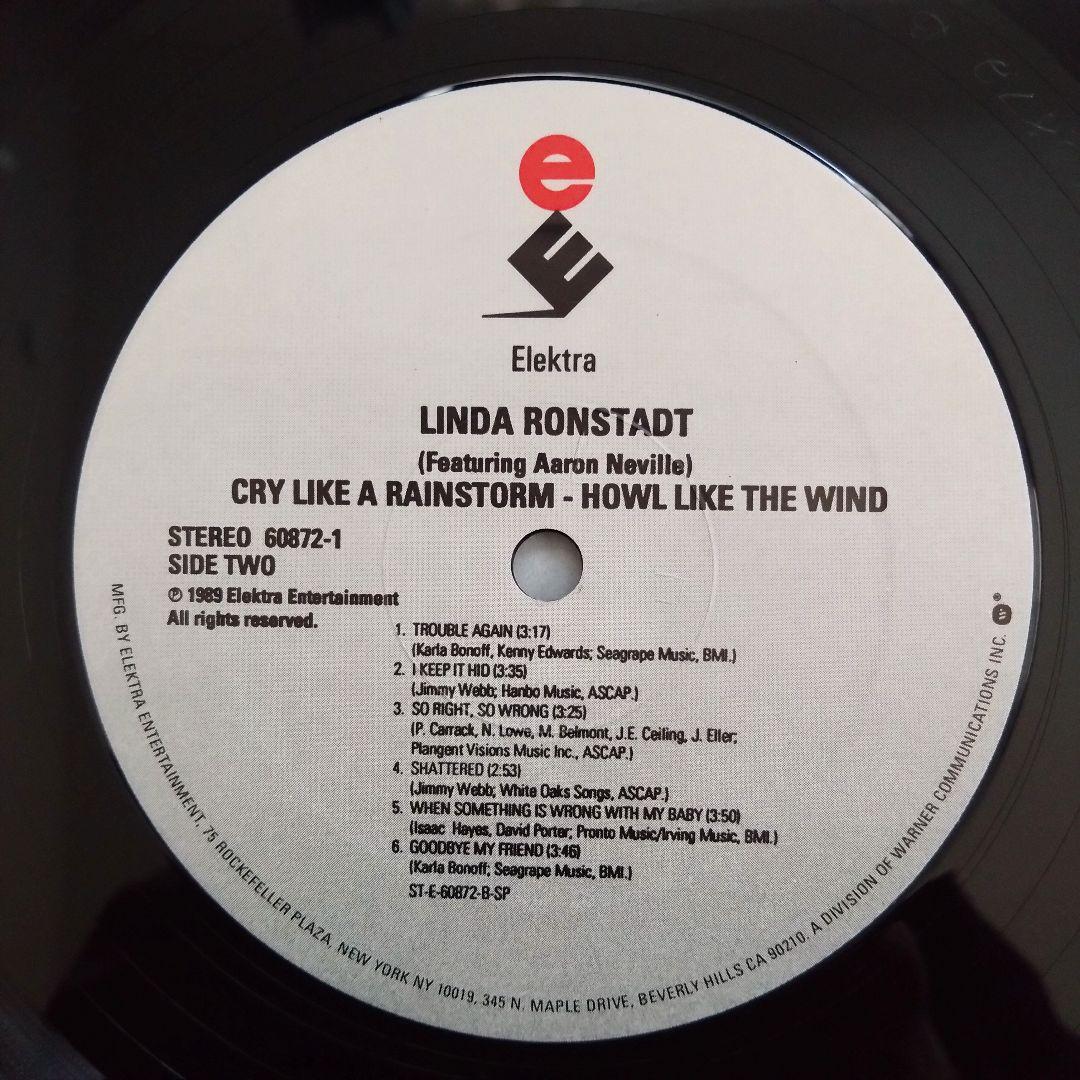 e
E
Elektra
LINDA RONSTADT
(Featuring Aaron Neville)
CRY LIKE A RAINSTORM - HOWL LIKE THE WIND
STEREO 60872-1
SIDE TWO
℗ 1989 Elektra Entertainment
All rights reserved.
1. TROUBLE AGAIN (3:17)
(Karla Bonoff, Kenny Edwards; Seagrape Music, BMI.)
2. I KEEP IT HID (3:35)
(Jimmy Webb; Hanbo Music, ASCAP.)
3. SO RIGHT, SO WRONG (3:25)
(P. Carrack, N. Lowe, M. Belmont, J.E. Ceiling, J. Eller;
Plangent Visions Music Inc., ASCAP.)
4. SHATTERED (2:53)
(Jimmy Webb; White Oaks Songs, ASCAP.)
5. WHEN SOMETHING IS WRONG WITH MY BABY (3:50)
(Isaac Hayes, David Porter; Pronto Music/Irving Music, BMI.)
6. GOODBYE MY FRIEND (3:46)
(Karla Bonoff; Seagrape Music, BMI.)
ST-E-60872-B-SP
MFG. BY ELEKTRA ENTERTAINMENT, 75 ROCKEFELLER PLAZA, NEW YORK NY 10019, 345 N. MAPLE DRIVE, BEVERLY HILLS CA 90210. A DIVISION OF WARNER COMMUNICATIONS INC. ®